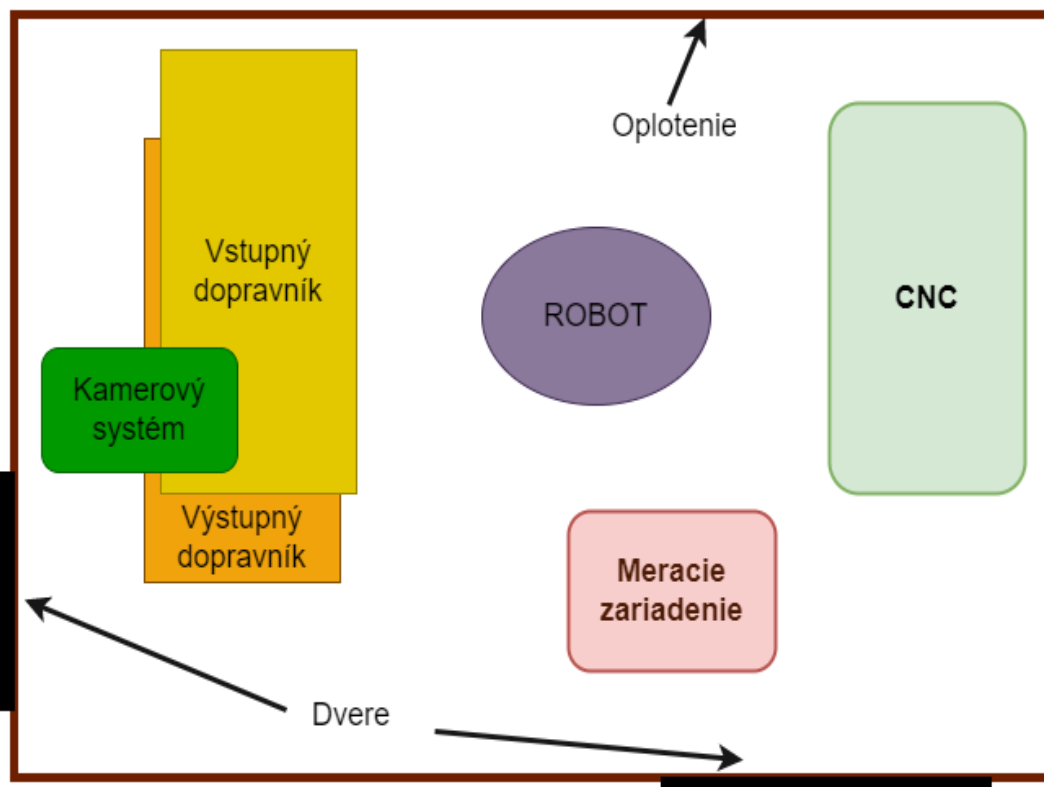 Oplotenie
Vstupný
dopravník
ROBOT
CNC
Kamerový
systém
Výstupný
dopravník
Meracie
zariadenie
Dvere